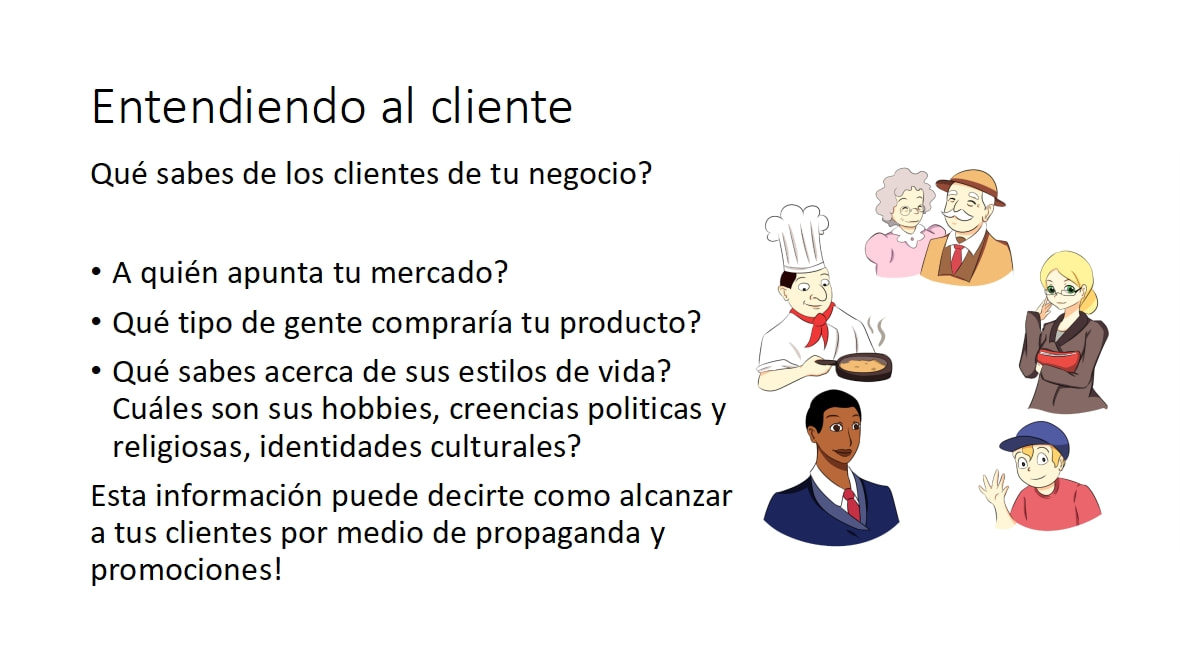 Entendiendo al cliente
Qué sabes de los clientes de tu negocio?
• A quién apunta tu mercado?
• Qué tipo de gente compraría tu producto?
• Qué sabes acerca de sus estilos de vida?
Cuáles son sus hobbies, creencias politicas y
religiosas, identidades culturales?
Esta información puede decirte como alcanzar
a tus clientes por medio de propaganda y
promociones!